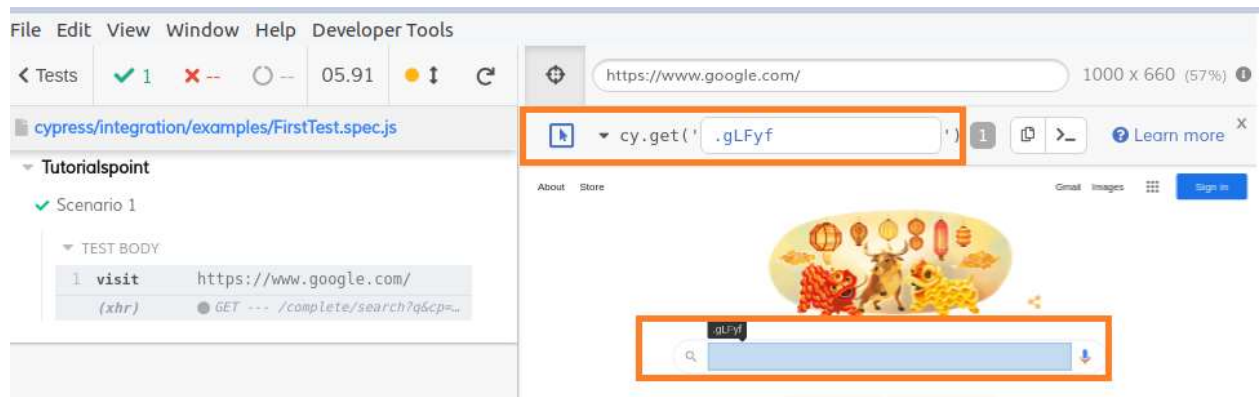 File Edit View Window Help Developer Tools
< Tests ✔ 1 ✖ -- -- 05.91
https://www.google.com/ 1000 x 660 (57%)
cypress/integration/examples/FirstTest.spec.js
cy.get(' .gLFyf ') 1 >_ Learn more X
Tutorialspoint
About Store Gmail Images Sign in
Scenario 1
TEST BODY
1 visit https://www.google.com/
(xhr) GET --- /complete/search?q&cp=…
.gLFyf